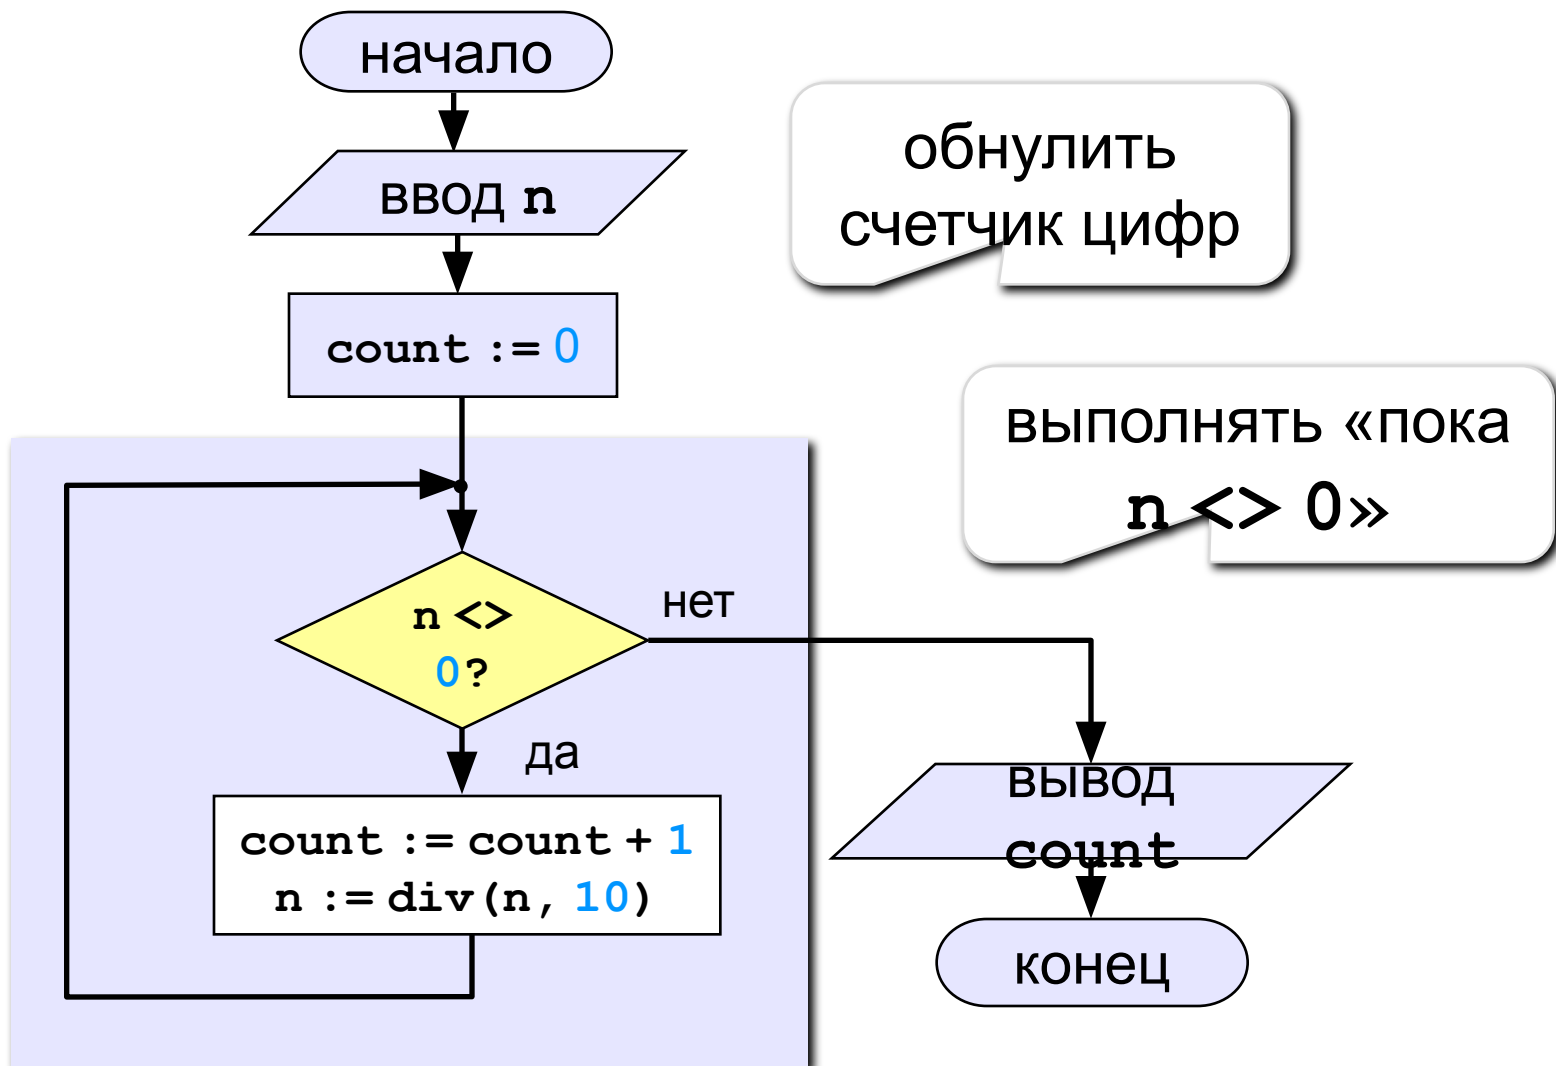 начало
ввод n
обнулить
счетчик цифр
count := 0
выполнять «пока
n <> 0»
n <>
0?
нет
да
count := count + 1
n := div(n, 10)
вывод
count
конец